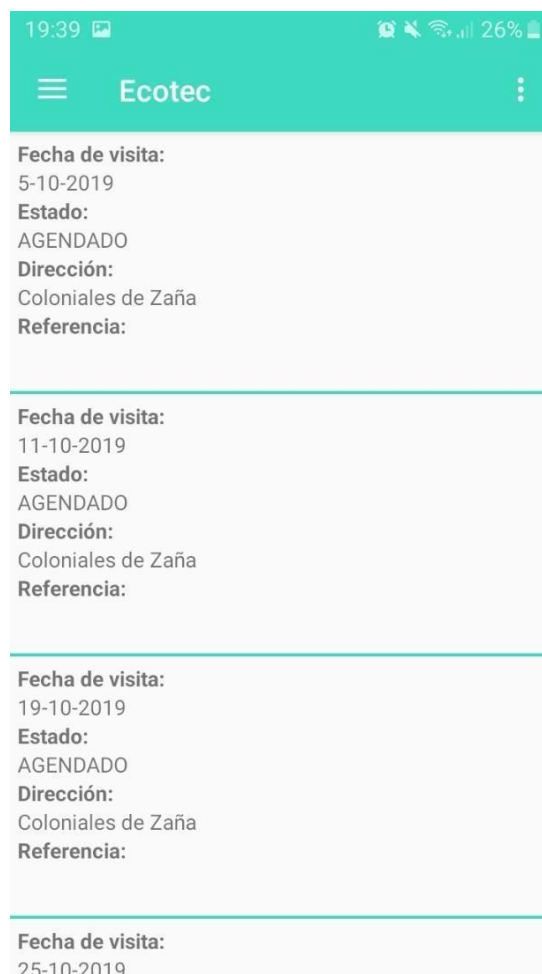 19:39 26%
Ecotec
Fecha de visita:
5-10-2019
Estado:
AGENDADO
Dirección:
Coloniales de Zaña
Referencia:
Fecha de visita:
11-10-2019
Estado:
AGENDADO
Dirección:
Coloniales de Zaña
Referencia:
Fecha de visita:
19-10-2019
Estado:
AGENDADO
Dirección:
Coloniales de Zaña
Referencia:
Fecha de visita:
25-10-2019